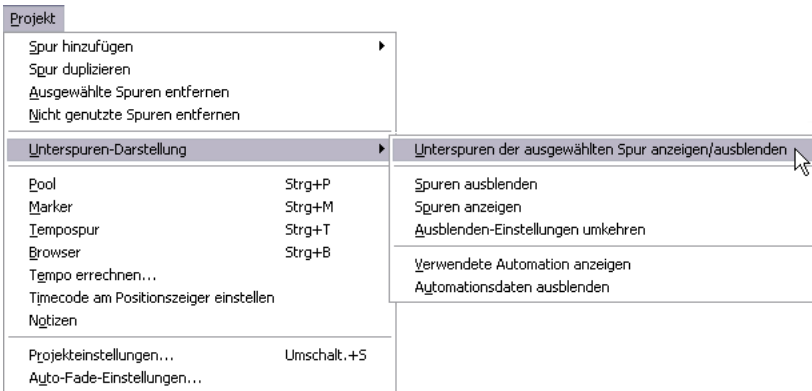 Projekt
Spur hinzufügen
Spur duplizieren
Ausgewählte Spuren entfernen
Nicht genutzte Spuren entfernen
Unterspuren-Darstellung
Unterspuren der ausgewählten Spur anzeigen/ausblenden
Spuren ausblenden
Spuren anzeigen
Ausblenden-Einstellungen umkehren
Verwendete Automation anzeigen
Automationsdaten ausblenden
Pool Strg+P
Marker Strg+M
Tempospur Strg+T
Browser Strg+B
Tempo errechnen...
Timecode am Positionszeiger einstellen
Notizen
Projekteinstellungen... Umschalt.+S
Auto-Fade-Einstellungen...